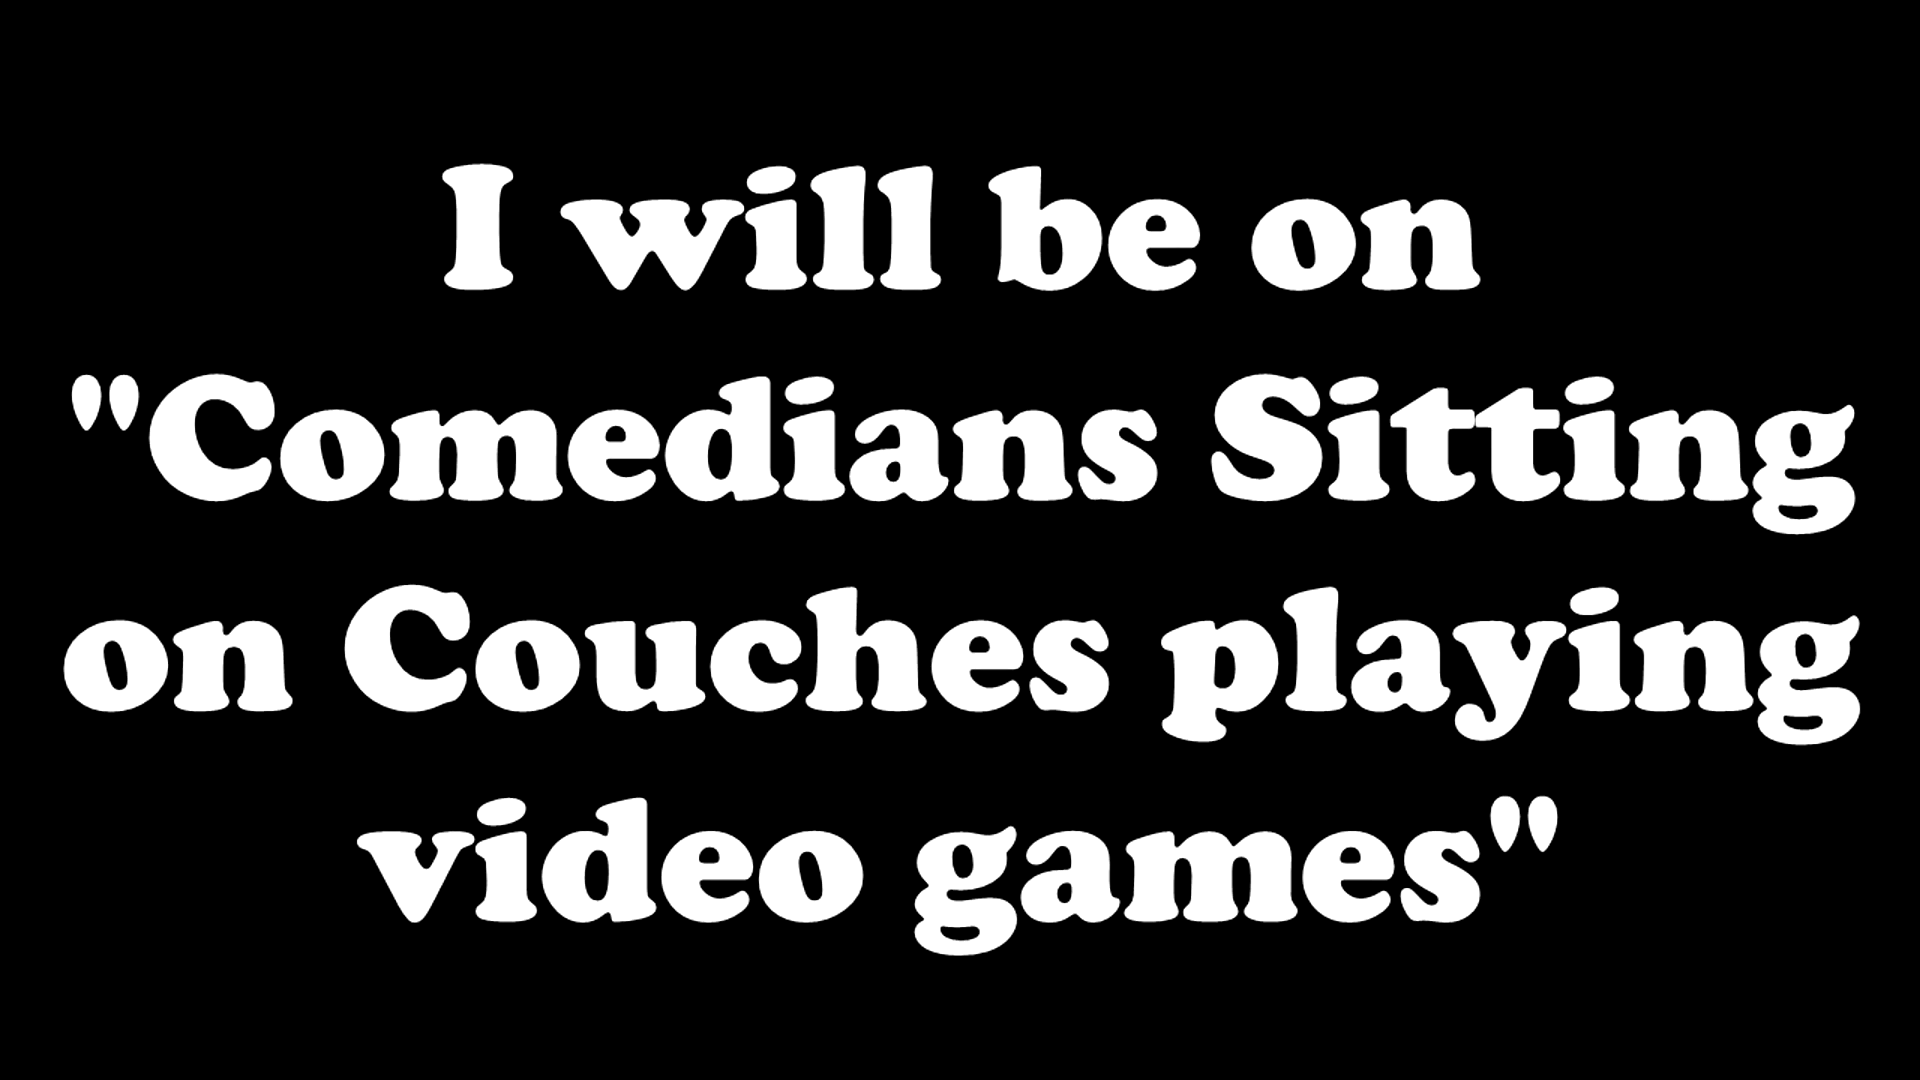 I will be on
"Comedians Sitting
on Couches playing
video games"